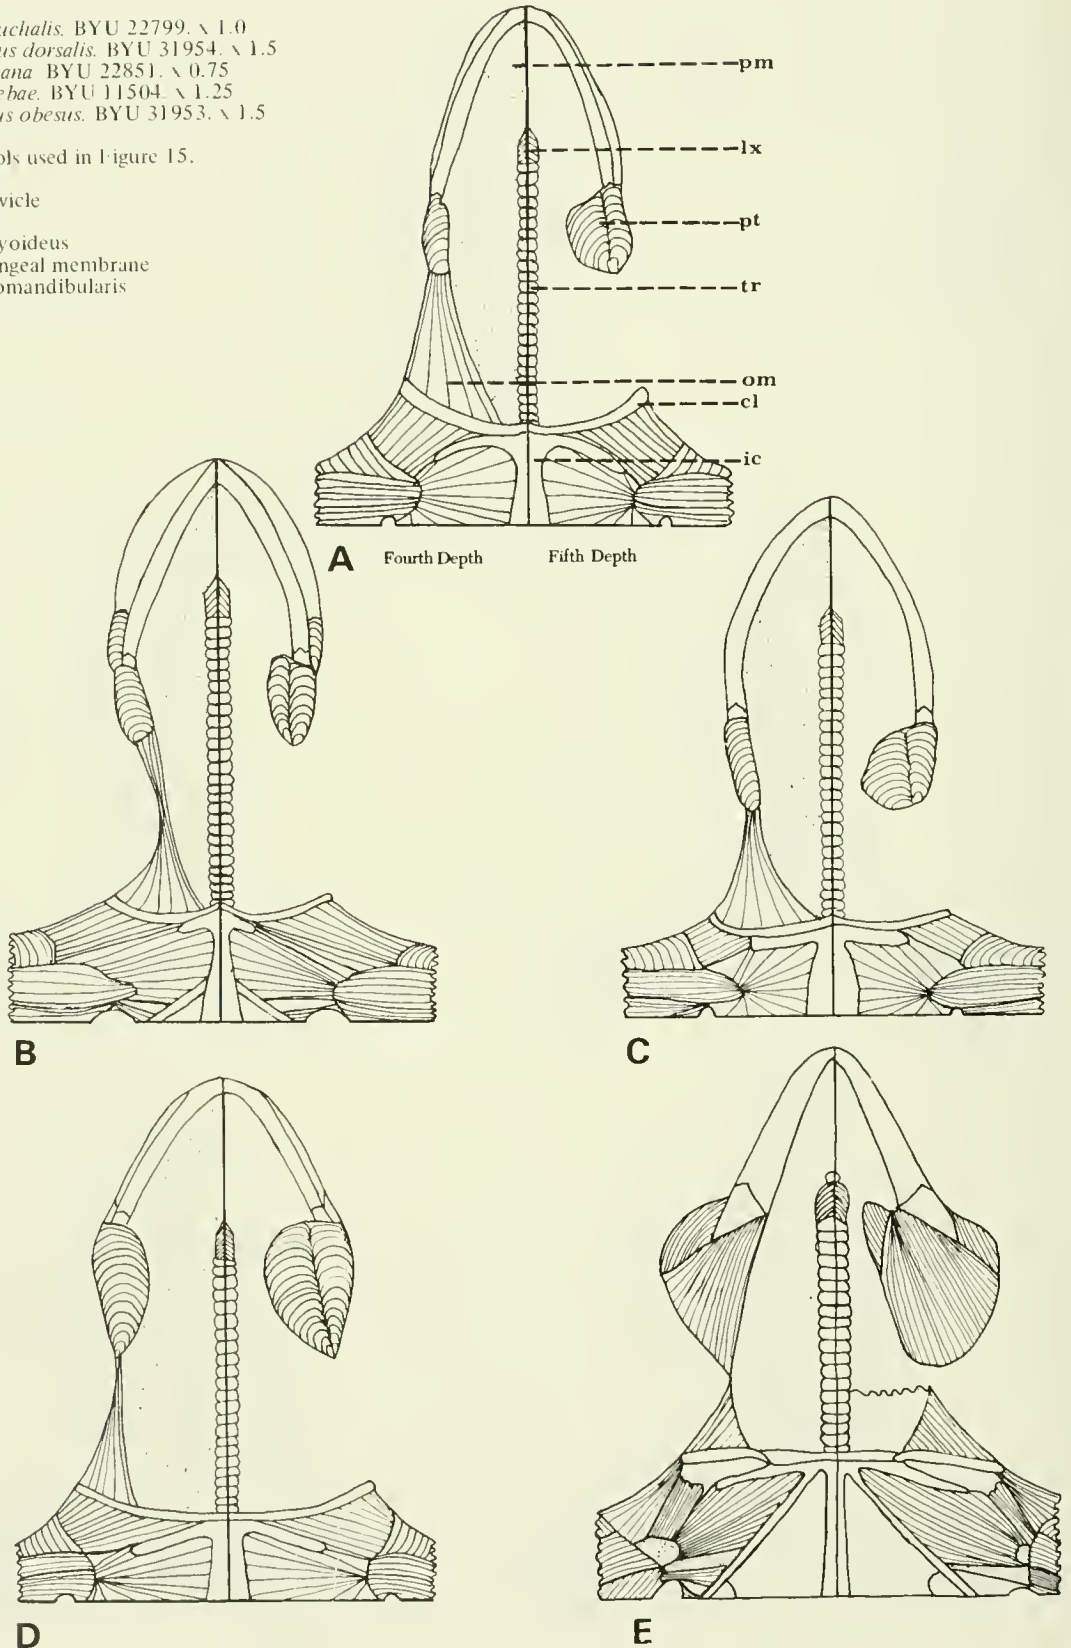 uchalis. BYU 22799. x 1.0
us dorsalis. BYU 31954. x 1.5
ana BYU 22851. x 0.75
ebae. BYU 11504. x 1.25
us obesus. BYU 31953. x 1.5
ols used in Figure 15.
vicle
yoideus
ngeal membrane
omandibularis
pm
lx
pt
tr
om
cl
ic
A Fourth Depth Fifth Depth
B
C
D
E